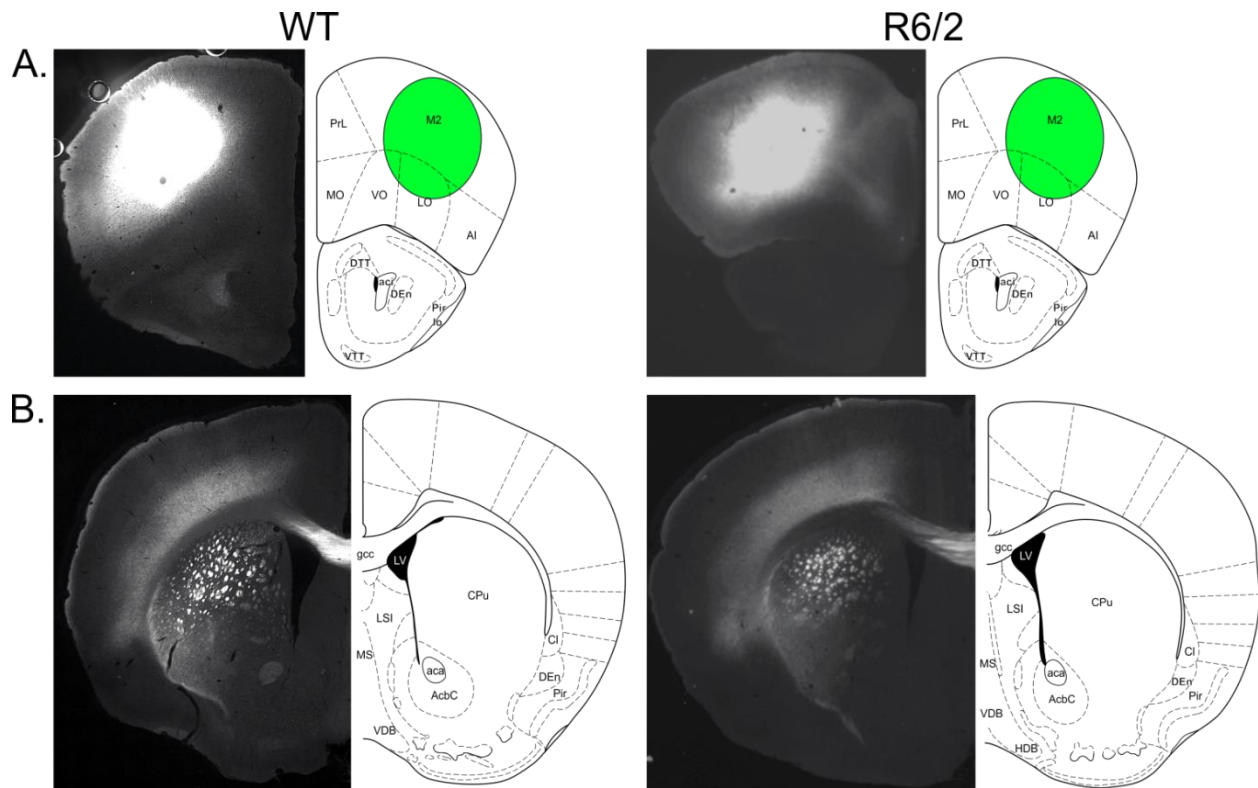 WT R6/2
A.
PrL M2
MO VO LO
AI
DTT
aci
DEn
Pir
lo
VTT
PrL M2
MO VO LO
AI
DTT
aci
DEn
Pir
lo
VTT
B.
gcc
LV
CPu
LSI
MS
Cl
aca
DEn
AcbC
Pir
VDB
gcc
LV
CPu
LSI
MS
Cl
aca
DEn
AcbC
Pir
VDB
HDB